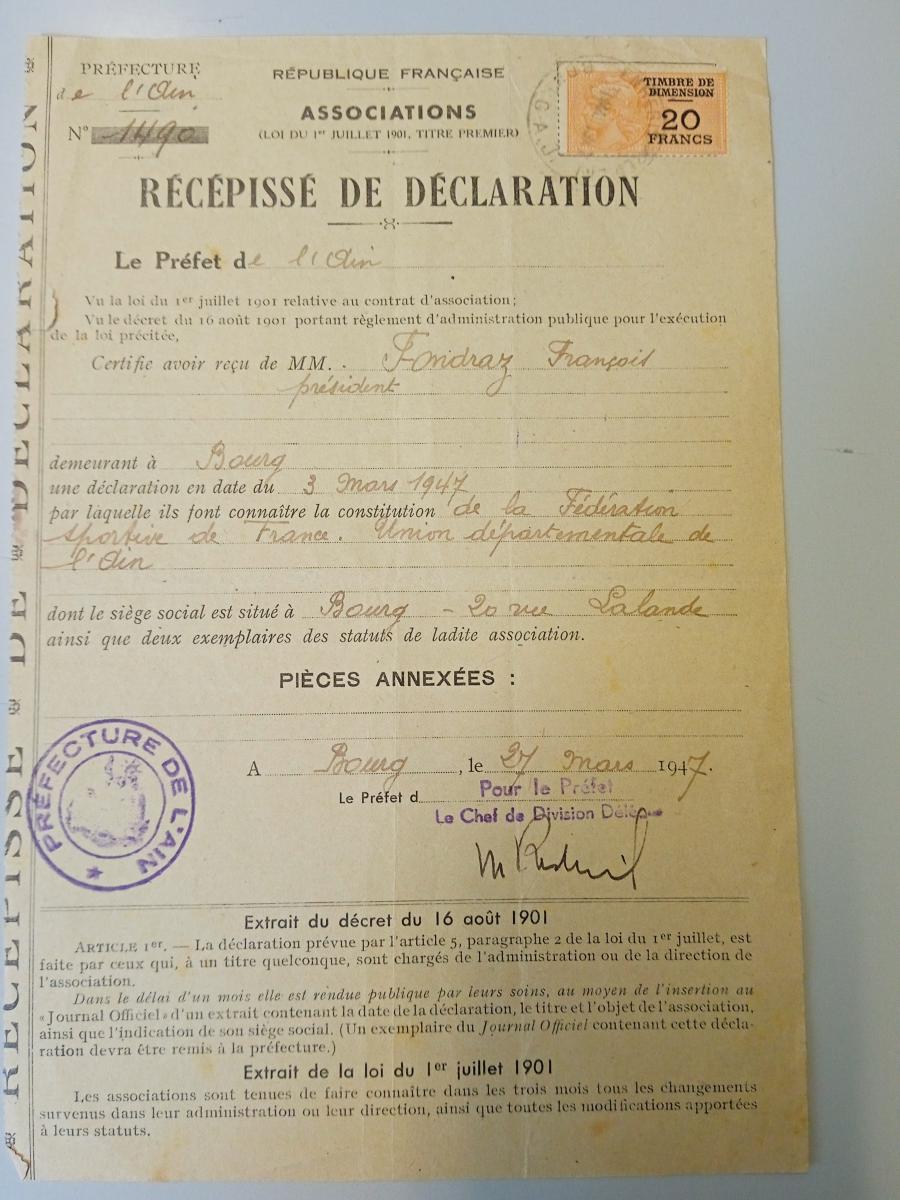 PRÉFECTURE
de l'Ain
N° 1490
RÉPUBLIQUE FRANÇAISE
ASSOCIATIONS
(LOI DU 1er JUILLET 1901, TITRE PREMIER)
TIMBRE DE
DIMENSION
20
FRANCS
RÉCÉPISSÉ DE DÉCLARATION
Le Préfet de l'Ain
Vu la loi du 1er juillet 1901 relative au contrat d'association;
Vu le décret du 16 août 1901 portant règlement d'administration publique pour l'exécution
de la loi précitée,
Certifie avoir reçu de MM. Fondraz François
président
demeurant à Bourg
une déclaration en date du 3 Mars 1947
par laquelle ils font connaître la constitution de la Fédération
sportive de France. Union départementale de
l'Ain
dont le siège social est situé à Bourg - 20 rue Lalande
ainsi que deux exemplaires des statuts de ladite association.
PIÈCES ANNEXÉES :
A Bourg, le 27 Mars 1947.
Le Préfet d
Pour le Préfet
Le Chef de Division Délégué
PRÉFECTURE DE L'AIN
Extrait du décret du 16 août 1901
ARTICLE 1er. — La déclaration prévue par l'article 5, paragraphe 2 de la loi du 1er juillet, est
faite par ceux qui, à un titre quelconque, sont chargés de l'administration ou de la direction de
l'association.
Dans le délai d'un mois elle est rendue publique par leurs soins, au moyen de l'insertion au
«Journal Officiel» d'un extrait contenant la date de la déclaration, le titre et l'objet de l'association,
ainsi que l'indication de son siège social. (Un exemplaire du Journal Officiel contenant cette décla-
ration devra être remis à la préfecture.)
Extrait de la loi du 1er juillet 1901
Les associations sont tenues de faire connaître dans les trois mois tous les changements
survenus dans leur administration ou leur direction, ainsi que toutes les modifications apportées
à leurs statuts.
RÉCÉPISSÉ DE DÉCLARATION